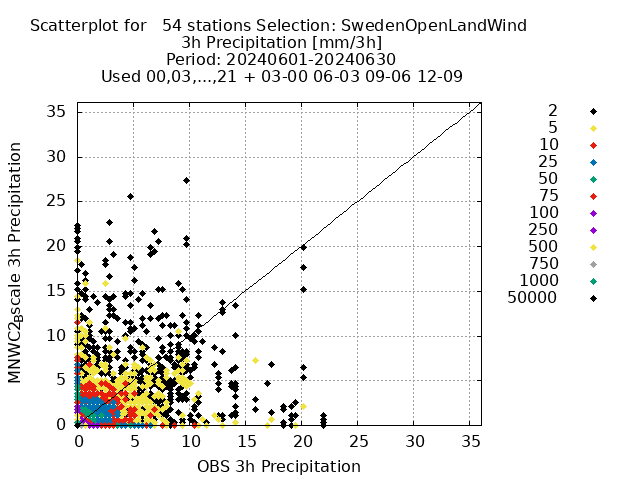 Scatterplot for   54 stations Selection: SwedenOpenLandWind
3h Precipitation [mm/3h]
Period: 20240601-20240630
Used 00,03,...,21 + 03-00 06-03 09-06 12-09
MNWC2Bscale 3h Precipitation
35
30
25
20
15
10
5
0
0 5 10 15 20 25 30 35
OBS 3h Precipitation
2
5
10
25
50
75
100
250
500
750
1000
50000